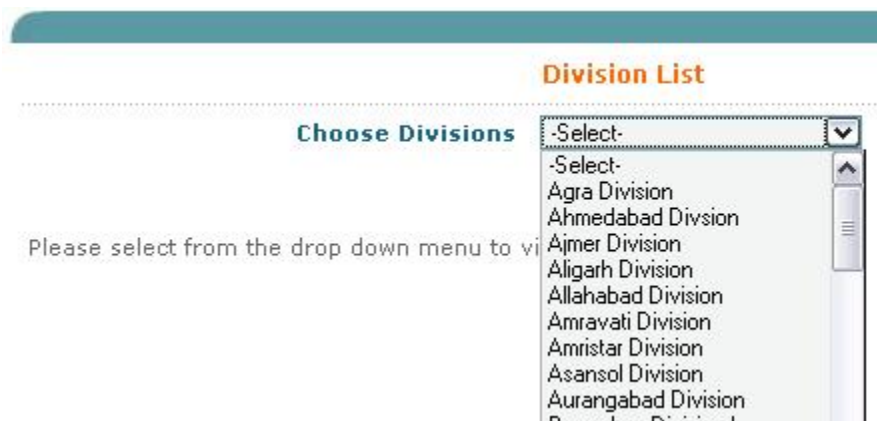 Division List
Choose Divisions -Select-
-Select-
Agra Division
Ahmedabad Divsion
Please select from the drop down menu to vi
Ajmer Division
Aligarh Division
Allahabad Division
Amravati Division
Amristar Division
Asansol Division
Aurangabad Division